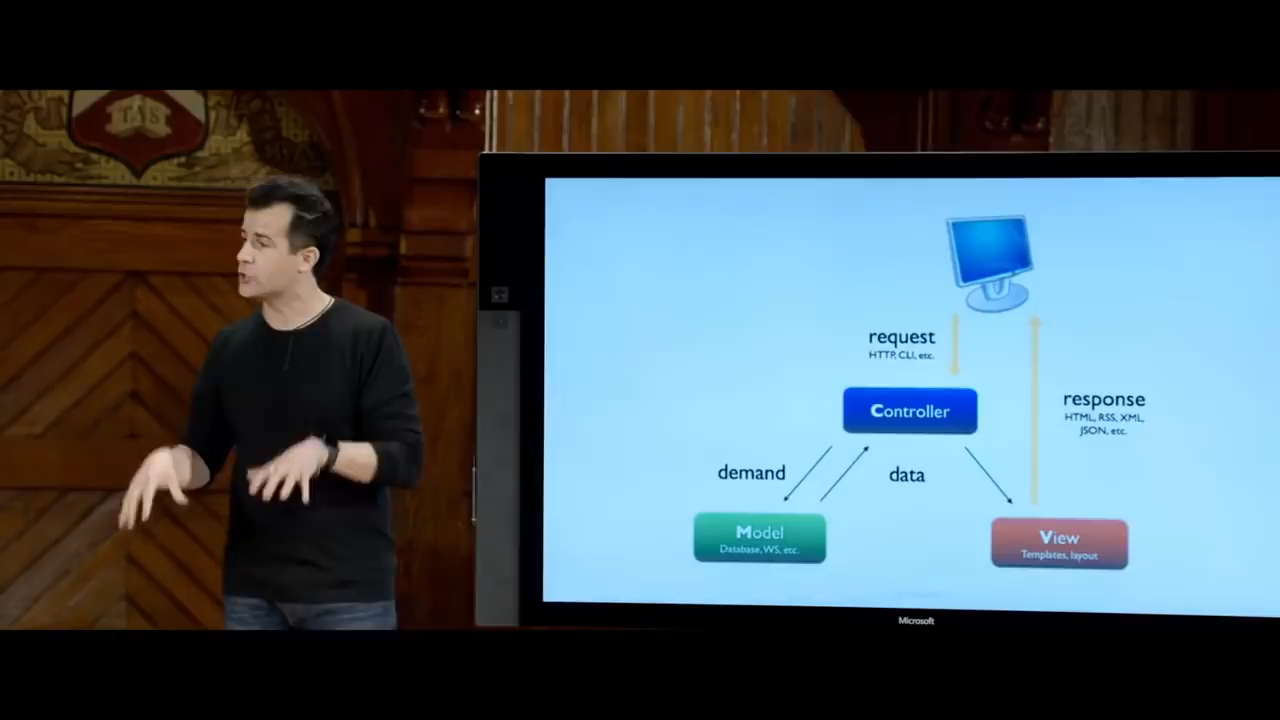 request
HTTP, CLI, etc.
Controller
response
HTML, RSS, XML,
JSON, etc.
demand
data
Model
Database, WS, etc.
View
Templates, layout
Microsoft